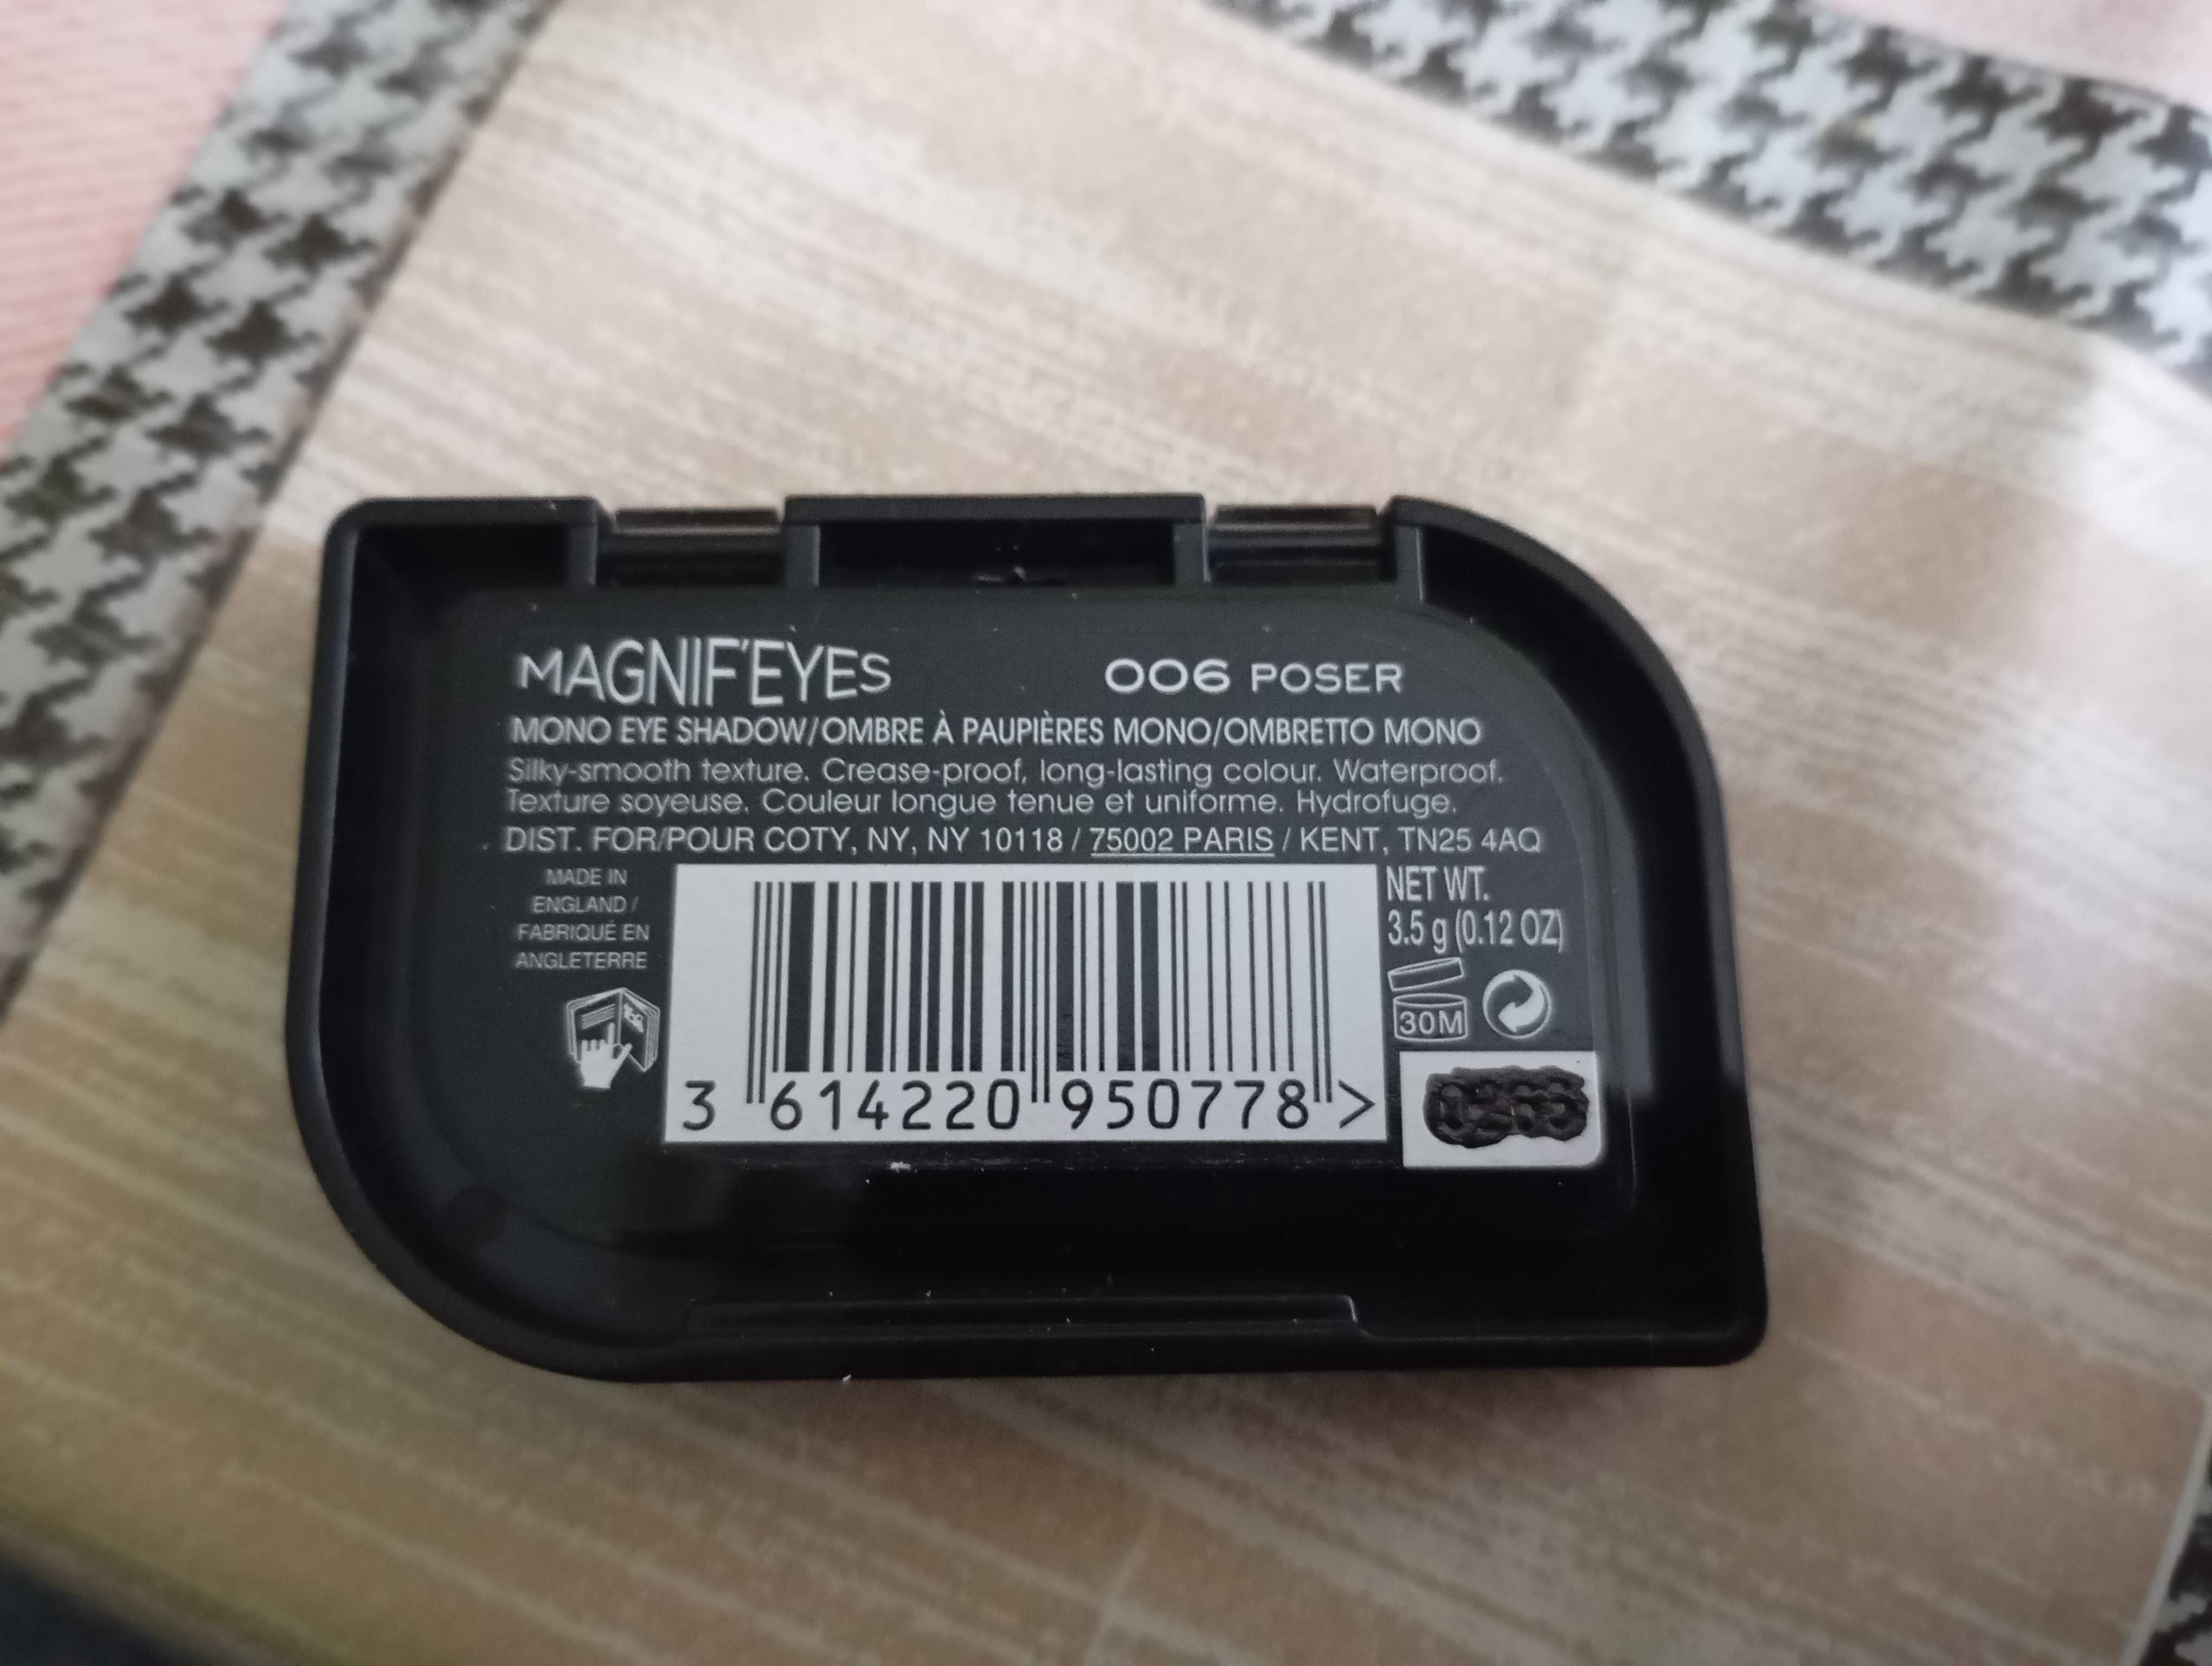 MAGNIF'EYES 006 POSER
MONO EYE SHADOW/OMBRE À PAUPIÈRES MONO/OMBRETTO MONO
Silky-smooth texture. Crease-proof, long-lasting colour. Waterproof.
Texture soyeuse. Couleur longue tenue et uniforme. Hydrofuge.
DIST. FOR/POUR COTY, NY, NY 10118 / 75002 PARIS / KENT, TN25 4AQ
MADE IN
ENGLAND /
FABRIQUÉ EN
ANGLETERRE
NET WT.
3.5 g (0.12 OZ)
30M
3 614220 950778 >